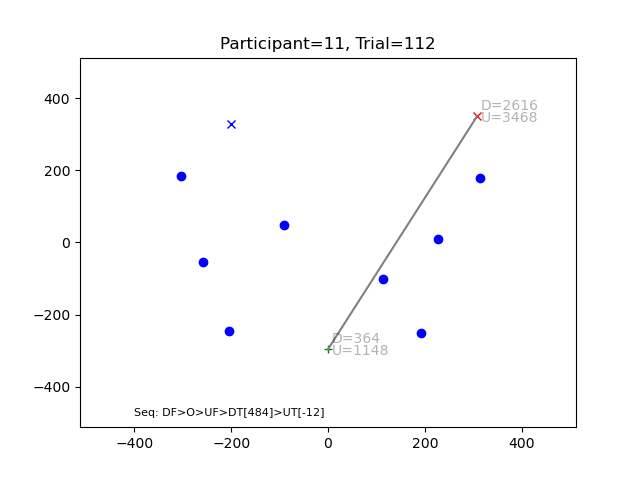 Participant=11, Trial=112
400
200
0
−200
−400
D=2616
U=3468
D=364
U=1148
Seq: DF>O>UF>DT[484]>UT[-12]
−400
−200
0
200
400